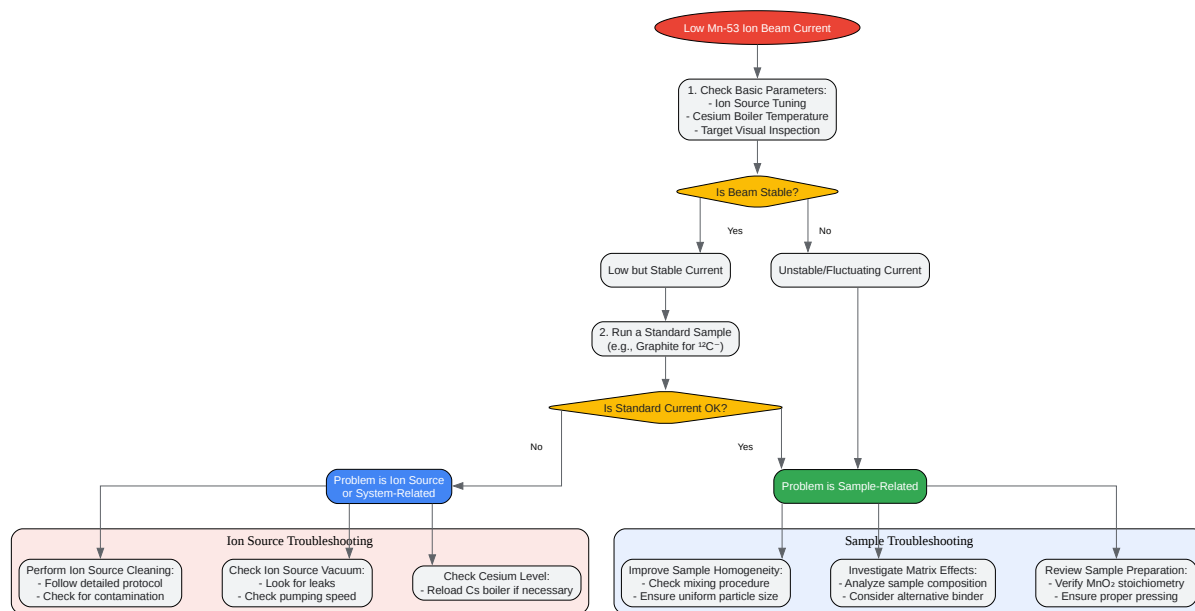 Low Mn-53 Ion Beam Current
1. Check Basic Parameters:
- Ion Source Tuning
- Cesium Boiler Temperature
- Target Visual Inspection
Is Beam Stable?
Yes
No
Low but Stable Current
Unstable/Fluctuating Current
2. Run a Standard Sample
(e.g., Graphite for ¹²C⁻)
Is Standard Current OK?
No
Yes
Problem is Ion Source
or System-Related
Problem is Sample-Related
Ion Source Troubleshooting
Perform Ion Source Cleaning:
- Follow detailed protocol
- Check for contamination
Check Ion Source Vacuum:
- Look for leaks
- Check pumping speed
Check Cesium Level:
- Reload Cs boiler if necessary
Sample Troubleshooting
Improve Sample Homogeneity:
- Check mixing procedure
- Ensure uniform particle size
Investigate Matrix Effects:
- Analyze sample composition
- Consider alternative binder
Review Sample Preparation:
- Verify MnO₂ stoichiometry
- Ensure proper pressing